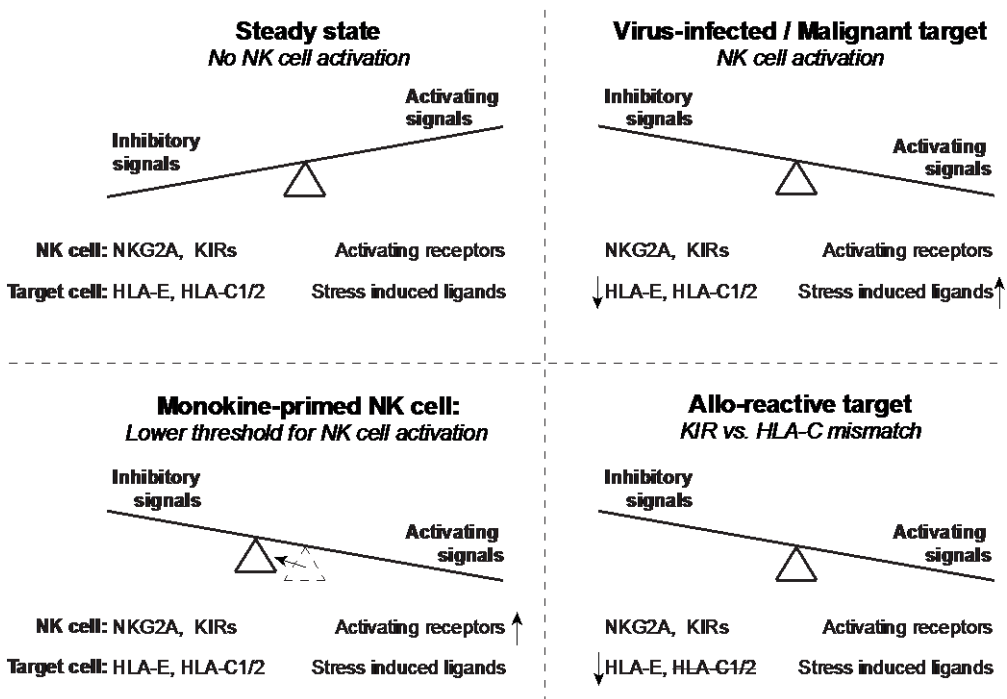 Steady state
No NK cell activation
Activating
signals
Inhibitory
signals
NK cell: NKG2A, KIRs Activating receptors
Target cell: HLA-E, HLA-C1/2 Stress induced ligands
Virus-infected / Malignant target
NK cell activation
Inhibitory
signals
Activating
signals
NKG2A, KIRs Activating receptors
↓HLA-E, HLA-C1/2 Stress induced ligands↑
Monokine-primed NK cell:
Lower threshold for NK cell activation
Inhibitory
signals
Activating
signals
NK cell: NKG2A, KIRs Activating receptors↑
Target cell: HLA-E, HLA-C1/2 Stress induced ligands
Allo-reactive target
KIR vs. HLA-C mismatch
Inhibitory
signals
Activating
signals
NKG2A, KIRs Activating receptors
↓HLA-E, HLA-C1/2 Stress induced ligands